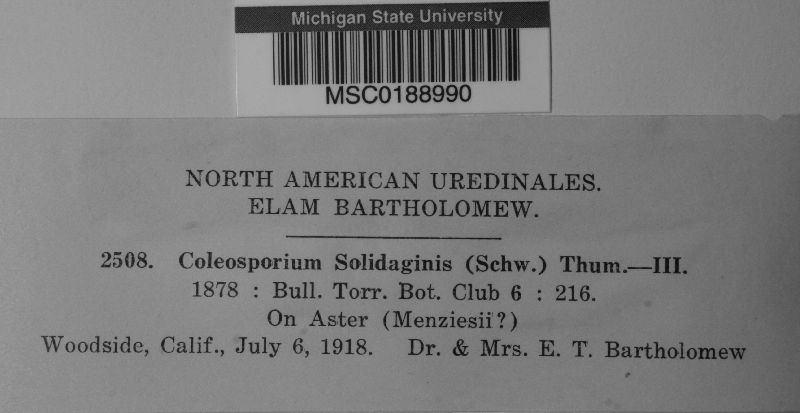 Michigan State University
MSC0188990
NORTH AMERICAN UREDINALES.
ELAM BARTHOLOMEW.
2508. Coleosporium Solidaginis (Schw.) Thum.—III.
1878 : Bull. Torr. Bot. Club 6 : 216.
On Aster (Menziesii?)
Woodside, Calif., July 6, 1918. Dr. & Mrs. E. T. Bartholomew